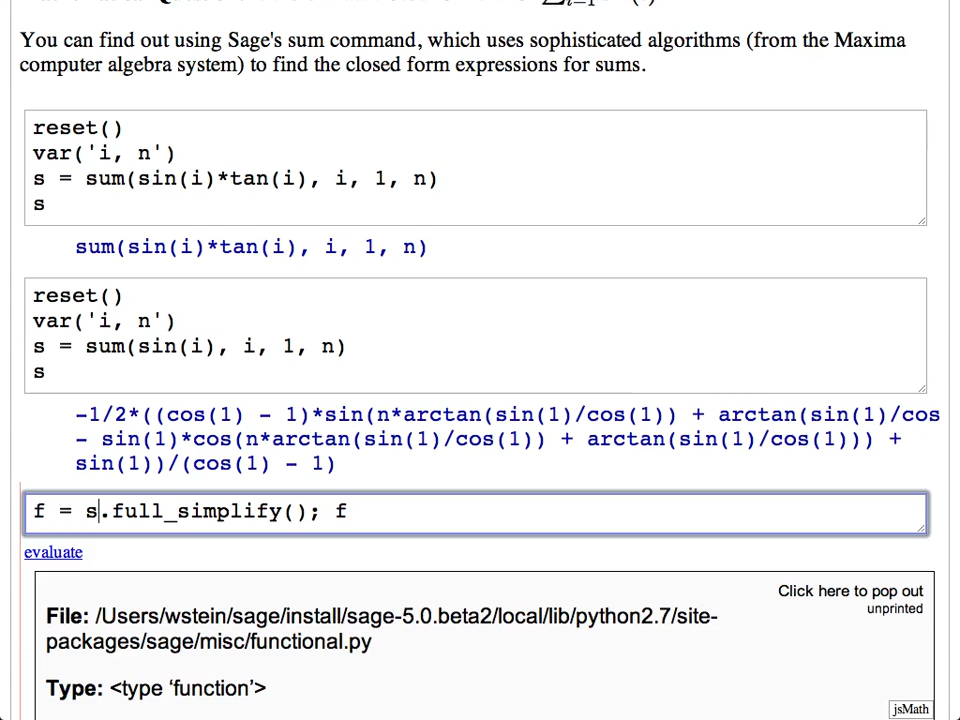 You can find out using Sage's sum command, which uses sophisticated algorithms (from the Maxima
computer algebra system) to find the closed form expressions for sums.
reset()
var('i, n')
s = sum(sin(i)*tan(i), i, 1, n)
s
sum(sin(i)*tan(i), i, 1, n)
reset()
var('i, n')
s = sum(sin(i), i, 1, n)
s
-1/2*((cos(1) - 1)*sin(n*arctan(sin(1)/cos(1)) + arctan(sin(1)/cos
- sin(1)*cos(n*arctan(sin(1)/cos(1)) + arctan(sin(1)/cos(1))) +
sin(1))/(cos(1) - 1)
f = s.full_simplify(); f
evaluate
Click here to pop out
unprinted
File: /Users/wstein/sage/install/sage-5.0.beta2/local/lib/python2.7/site-
packages/sage/misc/functional.py
Type: <type ‘function’>
jsMath